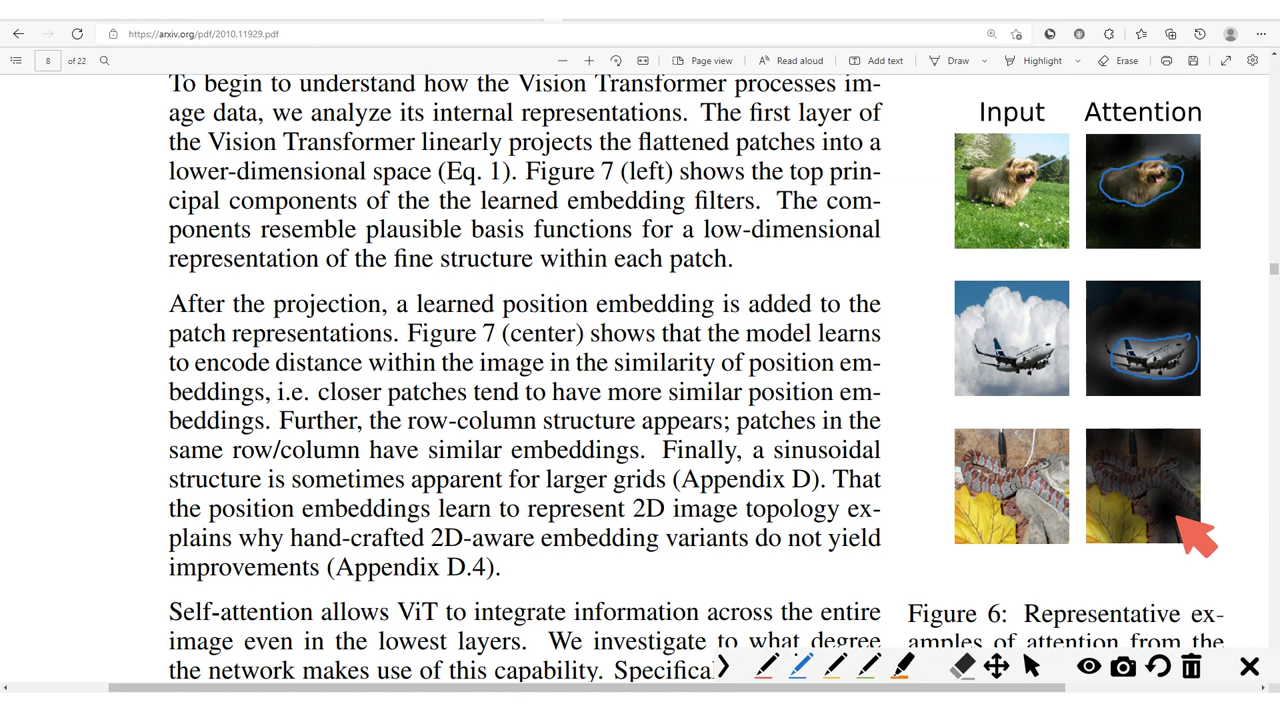 https://arxiv.org/pdf/2010.11929.pdf
8 of 22
Page view
Read aloud
Add text
Draw
Highlight
Erase
To begin to understand how the Vision Transformer processes im-
age data, we analyze its internal representations. The first layer of
the Vision Transformer linearly projects the flattened patches into a
lower-dimensional space (Eq. 1). Figure 7 (left) shows the top prin-
cipal components of the the learned embedding filters. The com-
ponents resemble plausible basis functions for a low-dimensional
representation of the fine structure within each patch.
After the projection, a learned position embedding is added to the
patch representations. Figure 7 (center) shows that the model learns
to encode distance within the image in the similarity of position em-
beddings, i.e. closer patches tend to have more similar position em-
beddings. Further, the row-column structure appears; patches in the
same row/column have similar embeddings. Finally, a sinusoidal
structure is sometimes apparent for larger grids (Appendix D). That
the position embeddings learn to represent 2D image topology ex-
plains why hand-crafted 2D-aware embedding variants do not yield
improvements (Appendix D.4).
Self-attention allows ViT to integrate information across the entire
image even in the lowest layers. We investigate to what degree
the network makes use of this capability. Specifica
Input Attention
Figure 6: Representative ex-
amples of attention from the